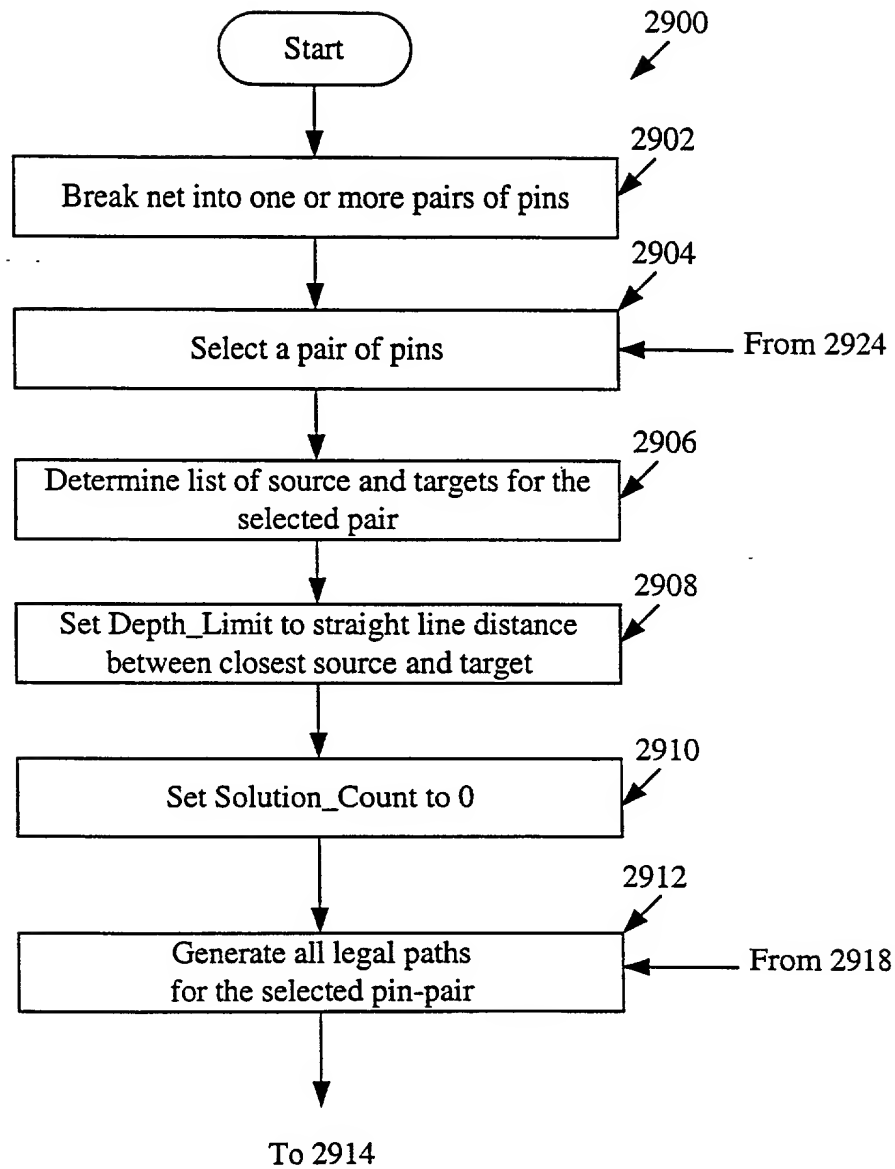 Start
2900
2902
Break net into one or more pairs of pins
2904
Select a pair of pins
From 2924
2906
Determine list of source and targets for the
selected pair
2908
Set Depth_Limit to straight line distance
between closest source and target
2910
Set Solution_Count to 0
2912
Generate all legal paths
for the selected pin-pair
From 2918
To 2914